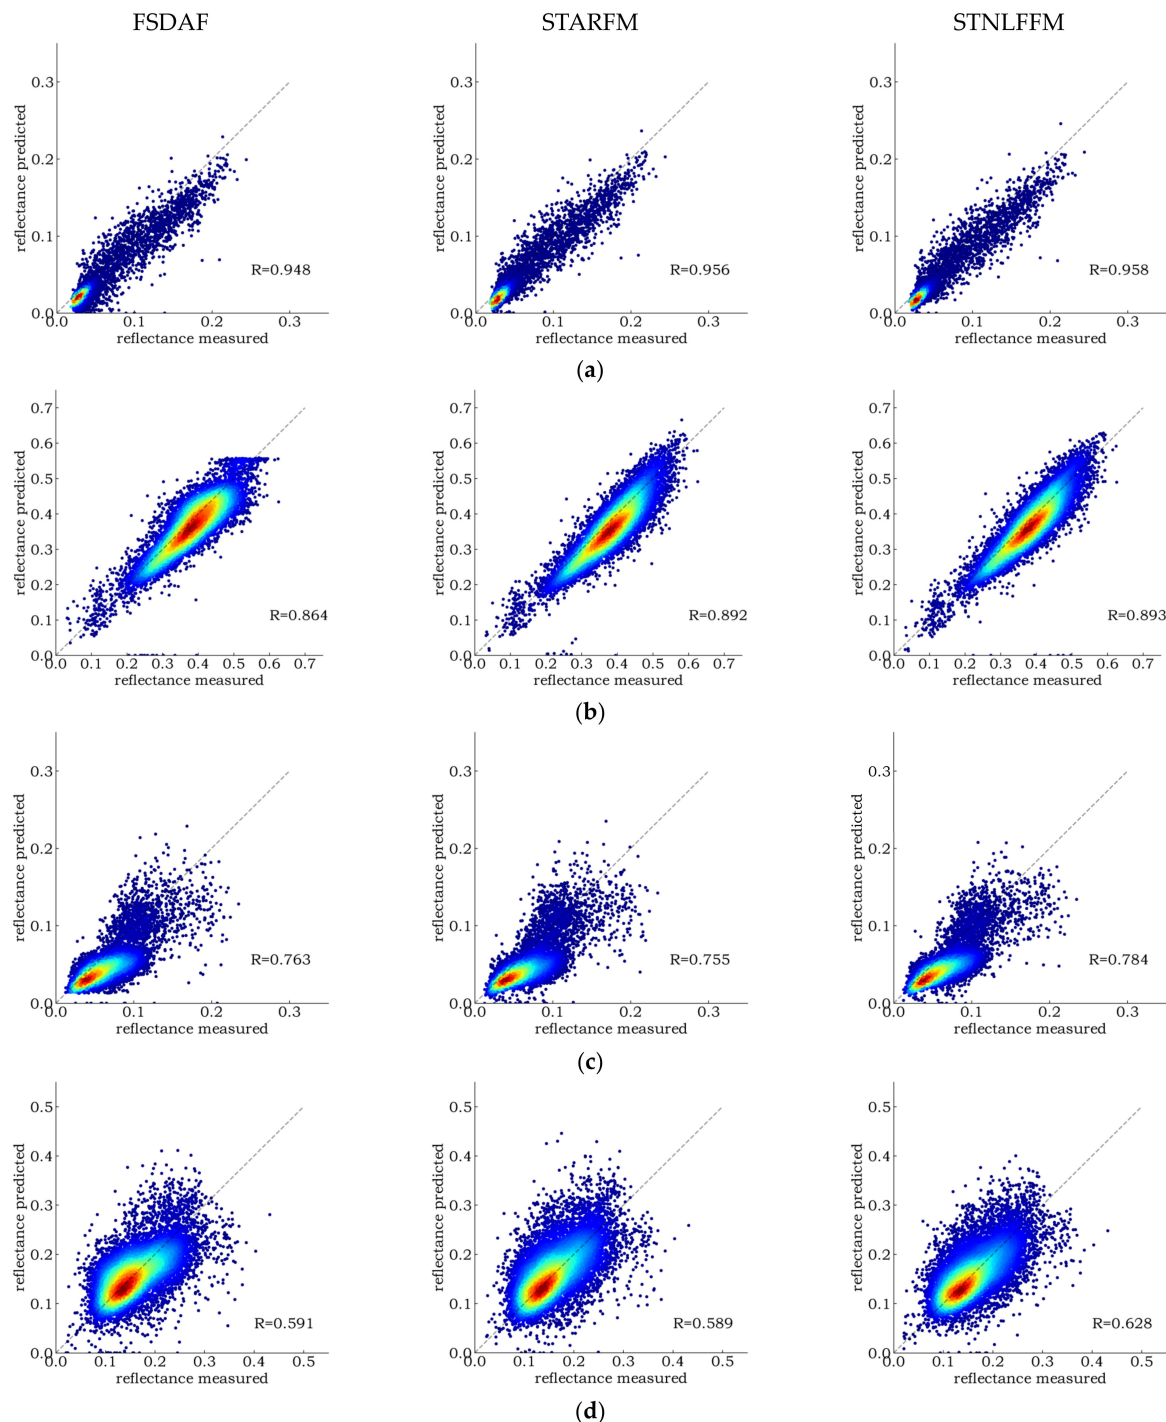 FSDAF STARFM STNLFFM
reflectance predicted reflectance predicted reflectance predicted
0.3 0.3 0.3
0.2 0.2 0.2
0.1 0.1 0.1
R=0.948 R=0.956 R=0.958
0.0 0.0 0.0
0.0 0.1 0.2 0.3 0.0 0.1 0.2 0.3 0.0 0.1 0.2 0.3
reflectance measured reflectance measured reflectance measured
(a)
reflectance predicted reflectance predicted reflectance predicted
0.7 0.7 0.7
0.6 0.6 0.6
0.5 0.5 0.5
0.4 0.4 0.4
0.3 0.3 0.3
0.2 0.2 0.2
0.1 0.1 0.1
R=0.864 R=0.892 R=0.893
0.0 0.0 0.0
0.0 0.1 0.2 0.3 0.4 0.5 0.6 0.7 0.0 0.1 0.2 0.3 0.4 0.5 0.6 0.7 0.0 0.1 0.2 0.3 0.4 0.5 0.6 0.7
reflectance measured reflectance measured reflectance measured
(b)
reflectance predicted reflectance predicted reflectance predicted
0.3 0.3 0.3
0.2 0.2 0.2
0.1 0.1 0.1
R=0.763 R=0.755 R=0.784
0.0 0.0 0.0
0.0 0.1 0.2 0.3 0.0 0.1 0.2 0.3 0.0 0.1 0.2 0.3
reflectance measured reflectance measured reflectance measured
(c)
reflectance predicted reflectance predicted reflectance predicted
0.5 0.5 0.5
0.4 0.4 0.4
0.3 0.3 0.3
0.2 0.2 0.2
0.1 0.1 0.1
R=0.591 R=0.589 R=0.628
0.0 0.0 0.0
0.0 0.1 0.2 0.3 0.4 0.5 0.0 0.1 0.2 0.3 0.4 0.5 0.0 0.1 0.2 0.3 0.4 0.5
reflectance measured reflectance measured reflectance measured
(d)